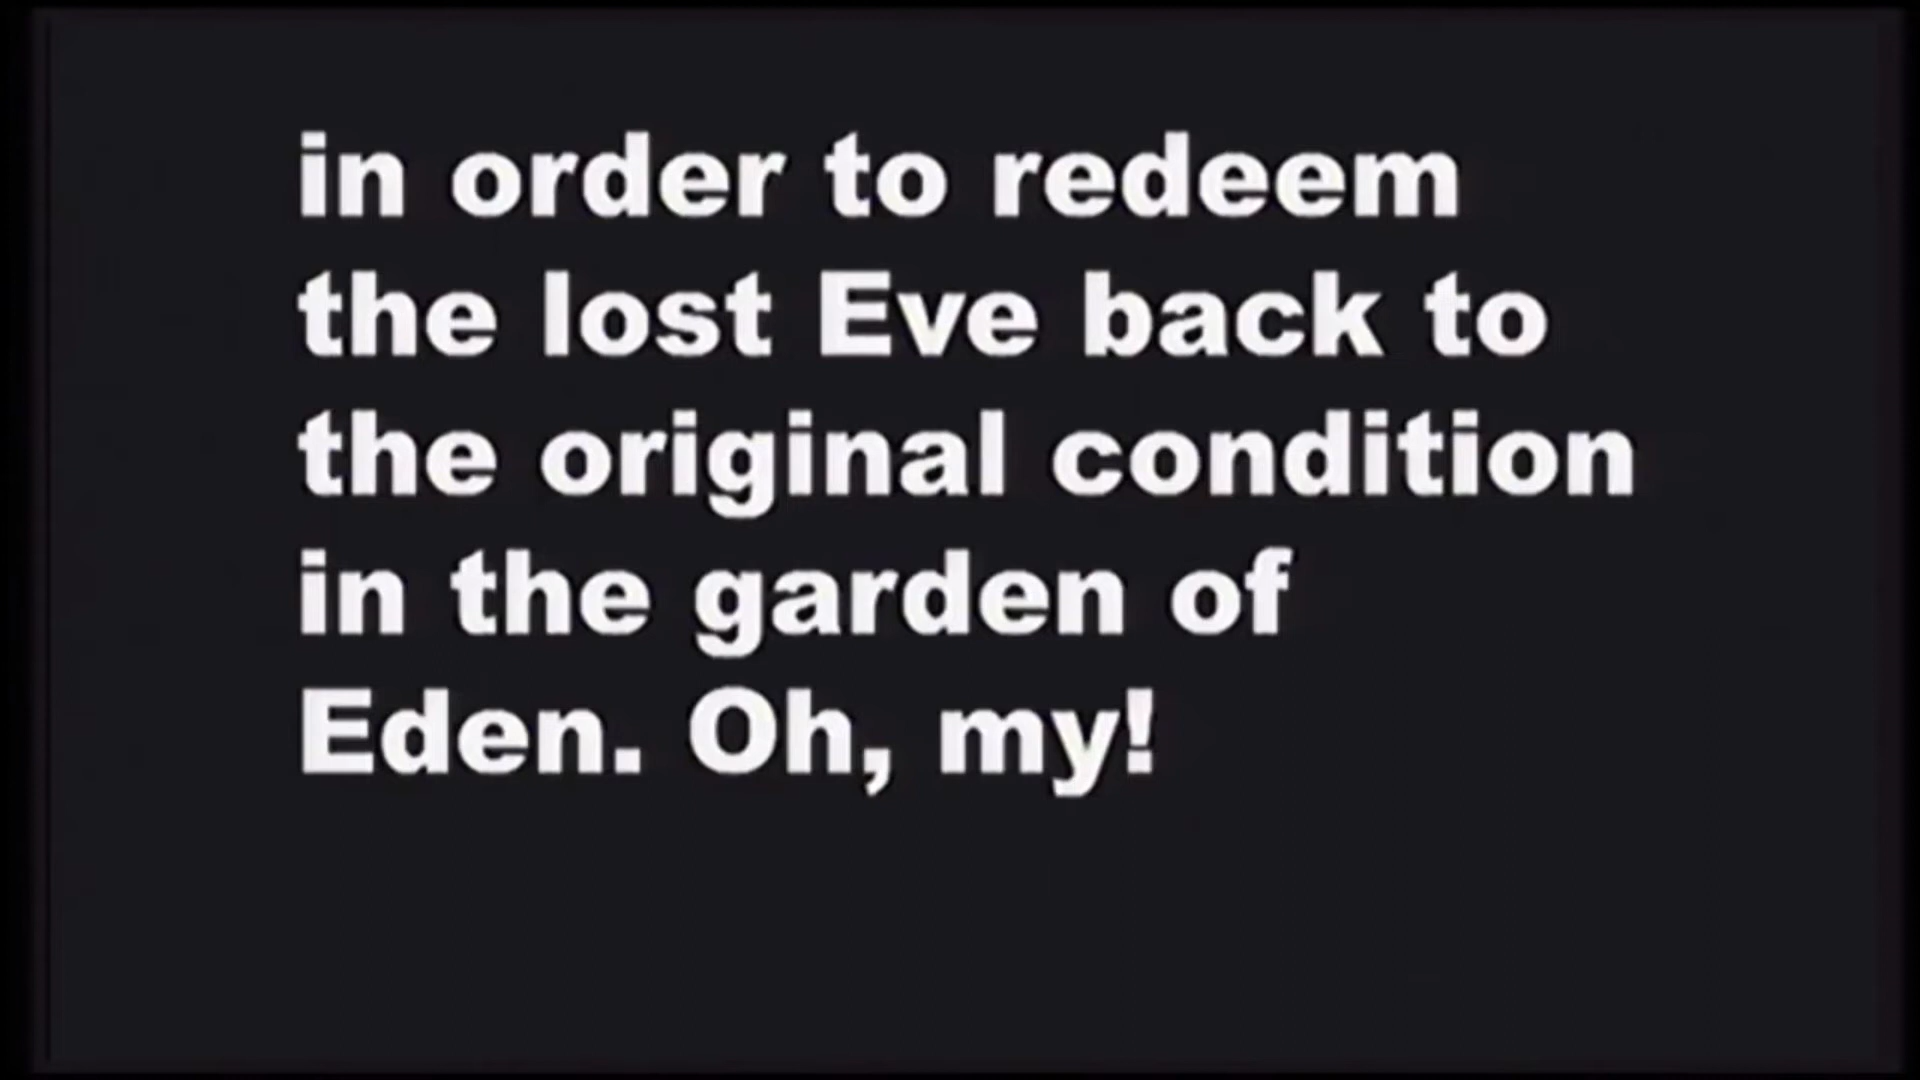 in order to redeem
the lost Eve back to
the original condition
in the garden of
Eden. Oh, my!